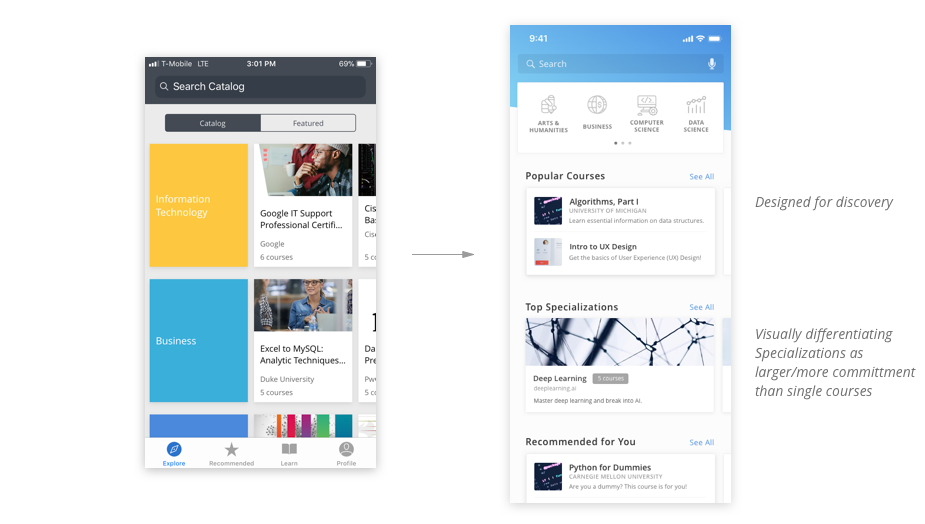 T-Mobile LTE 3:01 PM 69%
Search Catalog
Catalog Featured
Information
Technology
Google IT Support
Professional Certifi...
Google
6 courses
Cis
Bas
Cisc
5 co
Business
Excel to MySQL:
Analytic Techniques...
Duke University
5 courses
Da
Pre
Pwc
5 co
Explore Recommended Learn Profile
9:41
Search
ARTS &
HUMANITIES
BUSINESS
COMPUTER
SCIENCE
DATA
SCIENCE
Popular Courses See All
Algorithms, Part I
UNIVERSITY OF MICHIGAN
Learn essential information on data structures.
Intro to UX Design
Get the basics of User Experience (UX) Design!
Top Specializations See All
Deep Learning 5 courses
deeplearning.ai
Master deep learning and break into AI.
Recommended for You See All
Python for Dummies
CARNEGIE MELLON UNIVERSITY
Are you a dummy? This course is for you!
Designed for discovery
Visually differentiating
Specializations as
larger/more committment
than single courses